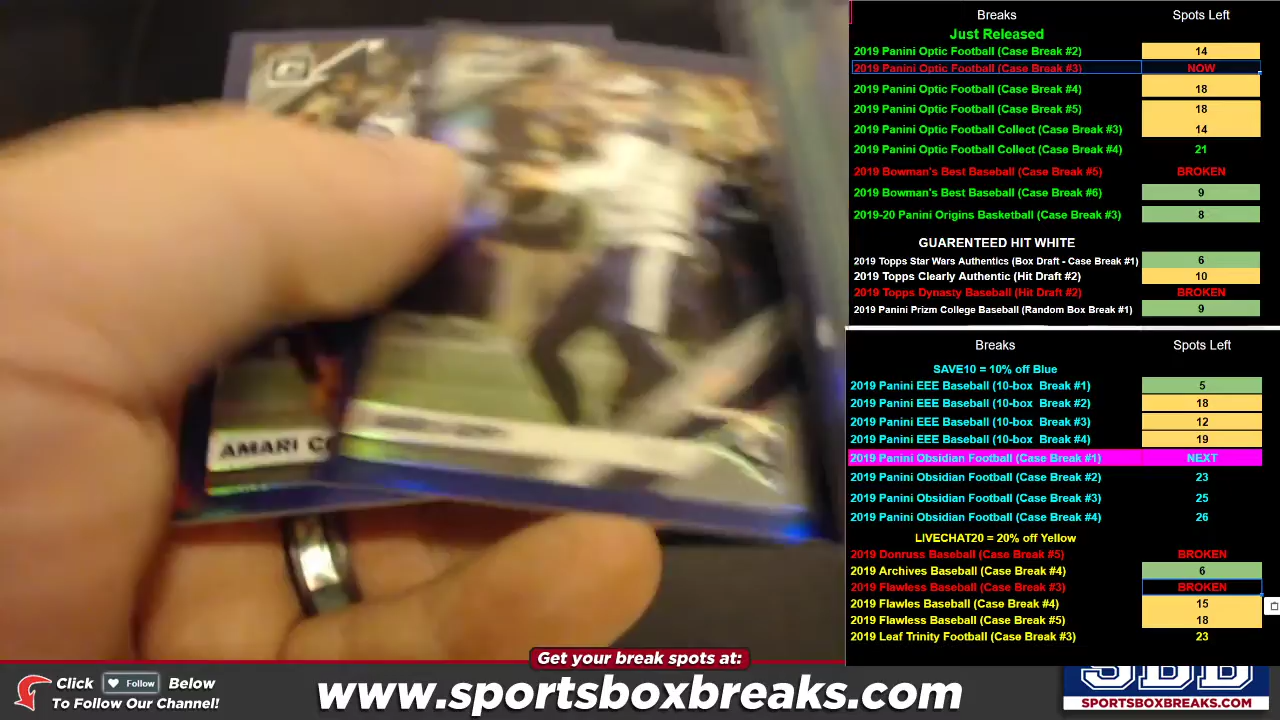 Breaks Spots Left
Just Released
2019 Panini Optic Football (Case Break #2) 14
2019 Panini Optic Football (Case Break #3) NOW
2019 Panini Optic Football (Case Break #4) 18
2019 Panini Optic Football (Case Break #5) 18
2019 Panini Optic Football Collect (Case Break #3) 14
2019 Panini Optic Football Collect (Case Break #4) 21
2019 Bowman's Best Baseball (Case Break #5) BROKEN
2019 Bowman's Best Baseball (Case Break #6) 9
2019-20 Panini Origins Basketball (Case Break #3) 8
GUARENTEED HIT WHITE
2019 Topps Star Wars Authentics (Box Draft - Case Break #1) 6
2019 Topps Clearly Authentic (Hit Draft #2) 10
2019 Topps Dynasty Baseball (Hit Draft #2) BROKEN
2019 Panini Prizm College Baseball (Random Box Break #1) 9
Breaks Spots Left
SAVE10 = 10% off Blue
2019 Panini EEE Baseball (10-box Break #1) 5
2019 Panini EEE Baseball (10-box Break #2) 18
2019 Panini EEE Baseball (10-box Break #3) 12
2019 Panini EEE Baseball (10-box Break #4) 19
2019 Panini Obsidian Football (Case Break #1) NEXT
2019 Panini Obsidian Football (Case Break #2) 23
2019 Panini Obsidian Football (Case Break #3) 25
2019 Panini Obsidian Football (Case Break #4) 26
LIVECHAT20 = 20% off Yellow
2019 Donruss Baseball (Case Break #5) BROKEN
2019 Archives Baseball (Case Break #4) 6
2019 Flawless Baseball (Case Break #3) BROKEN
2019 Flawles Baseball (Case Break #4) 15
2019 Flawless Baseball (Case Break #5) 18
2019 Leaf Trinity Football (Case Break #3) 23
AMARI
Get your break spots at:
Click Follow Below
To Follow Our Channel!
www.sportsboxbreaks.com
SBB
SPORTSBOXBREAKS.COM